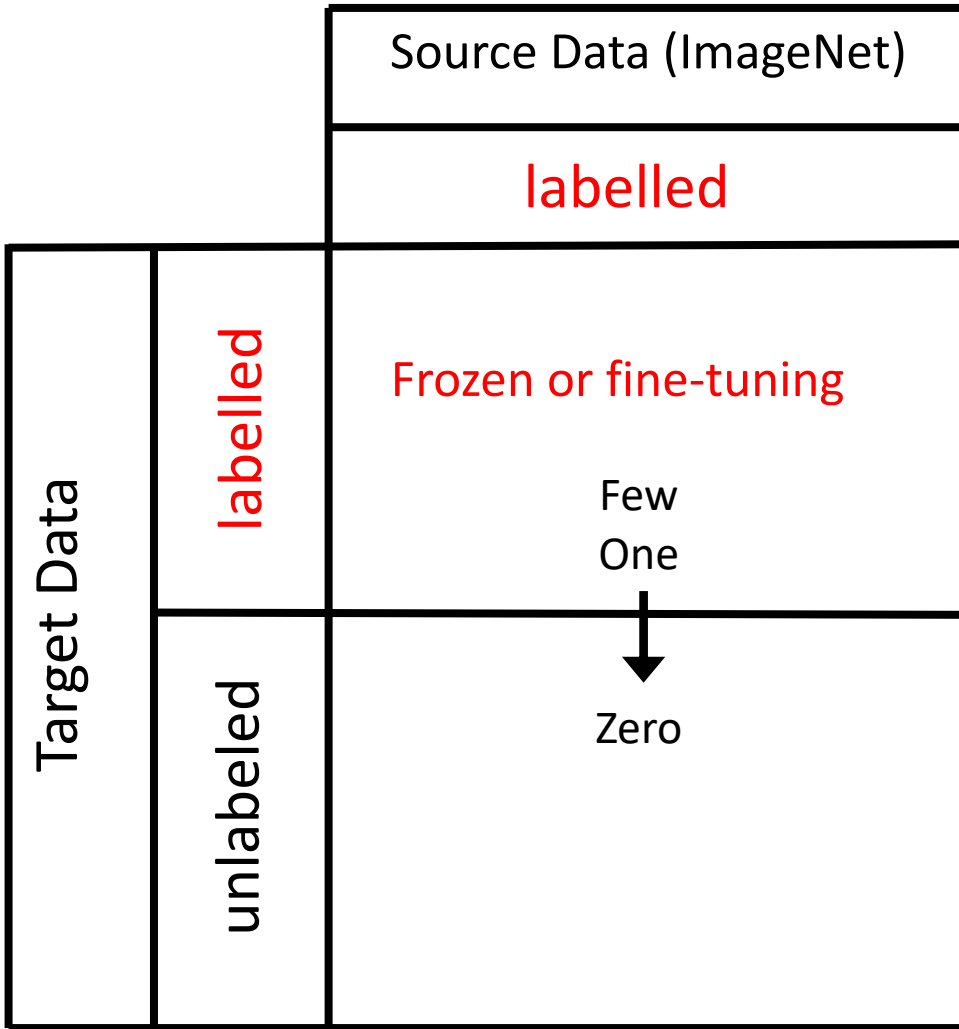 Source Data (ImageNet)
labelled
Target Data
labelled
Frozen or fine-tuning
Few
One
unlabeled
Zero